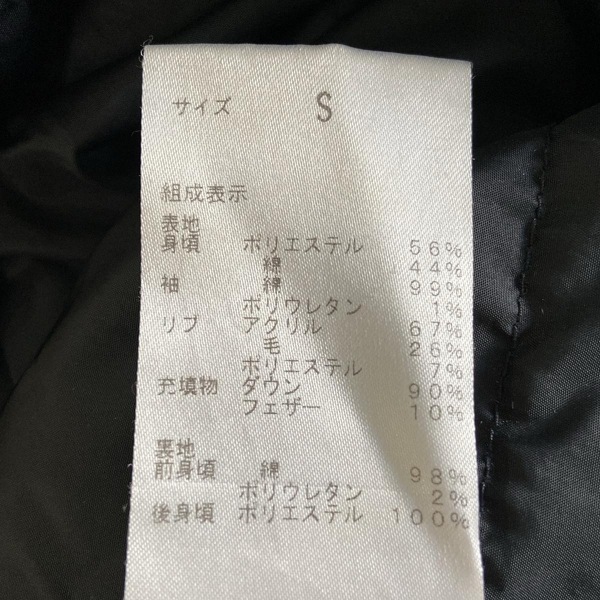 サイズ S
組成表示
表地
身頃 ポリエステル 56%
綿 44%
袖 綿 99%
ポリウレタン 1%
リブ アクリル 67%
毛 26%
ポリエステル 7%
充填物 ダウン 90%
フェザー 10%
裏地
前身頃 綿 98%
ポリウレタン 2%
後身頃 ポリエステル 100%